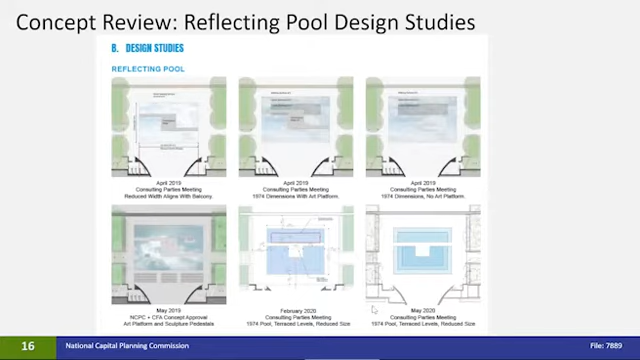 Concept Review: Reflecting Pool Design Studies
B. DESIGN STUDIES
REFLECTING POOL
April 2019
Consulting Parties Meeting
Reduced Width Aligns With Balcony.
April 2019
Consulting Parties Meeting
1974 Dimensions With Art Platform.
April 2019
Consulting Parties Meeting
1974 Dimensions, No Art Platform.
May 2019
NCPC + CFA Concept Approval
Art Platform and Sculpture Pedestals
February 2020
Consulting Parties Meeting
1974 Pool, Terraced Levels, Reduced Size
May 2020
Consulting Parties Meeting
1974 Pool, Terraced Levels, Reduced Size
16
National Capital Planning Commission
File: 7889